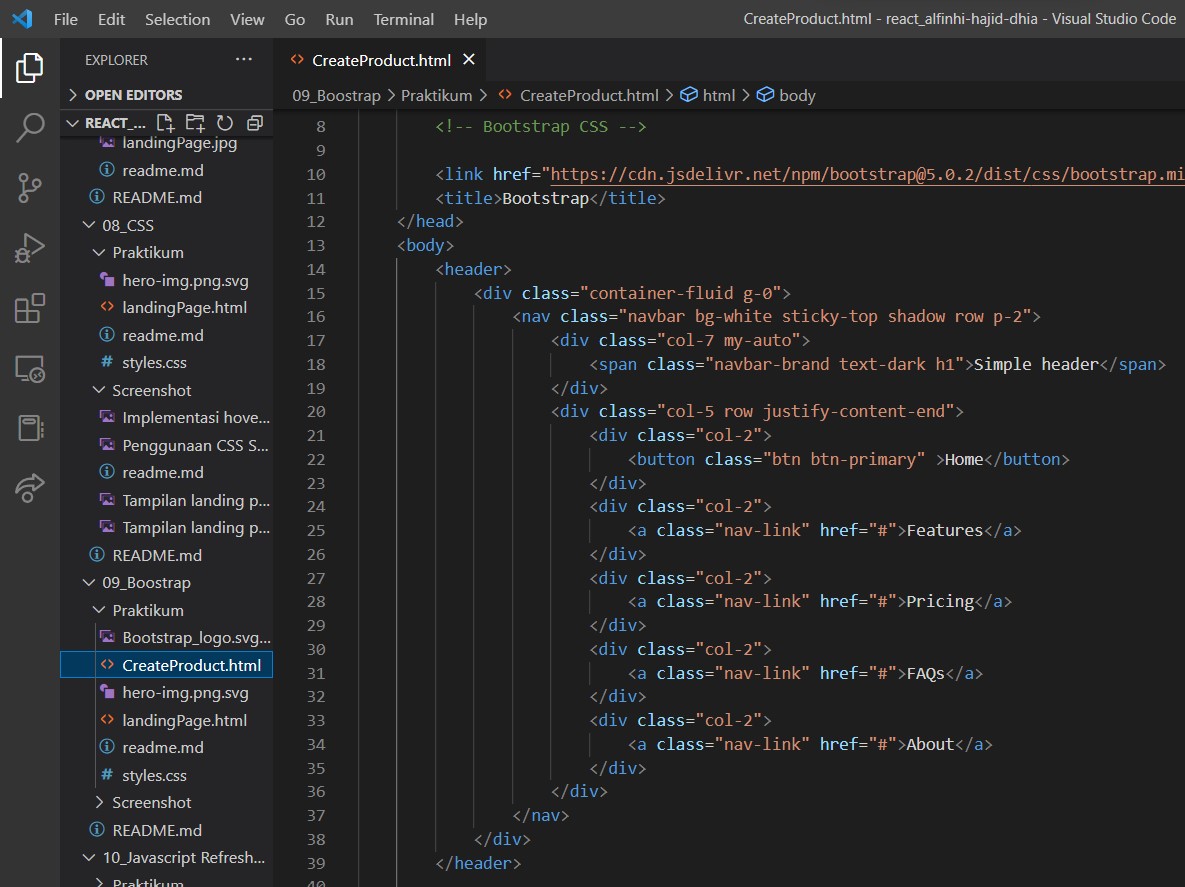 File Edit Selection View Go Run Terminal Help CreateProduct.html - react_alfinhi-hajid-dhia - Visual Studio Code
EXPLORER ···
OPEN EDITORS
REACT_...
landingPage.jpg
readme.md
README.md
08_CSS
Praktikum
hero-img.png.svg
landingPage.html
readme.md
styles.css
Screenshot
Implementasi hove...
Penggunaan CSS S...
readme.md
Tampilan landing p...
Tampilan landing p...
README.md
09_Boostrap
Praktikum
Bootstrap_logo.svg...
CreateProduct.html
hero-img.png.svg
landingPage.html
readme.md
styles.css
Screenshot
README.md
10_Javascript Refresh...
Praktikum
CreateProduct.html
09_Boostrap > Praktikum > CreateProduct.html > html > body
8 <!-- Bootstrap CSS -->
9
10 <link href="https://cdn.jsdelivr.net/npm/bootstrap@5.0.2/dist/css/bootstrap.mi
11 <title>Bootstrap</title>
12 </head>
13 <body>
14 <header>
15 <div class="container-fluid g-0">
16 <nav class="navbar bg-white sticky-top shadow row p-2">
17 <div class="col-7 my-auto">
18 <span class="navbar-brand text-dark h1">Simple header</span>
19 </div>
20 <div class="col-5 row justify-content-end">
21 <div class="col-2">
22 <button class="btn btn-primary" >Home</button>
23 </div>
24 <div class="col-2">
25 <a class="nav-link" href="#">Features</a>
26 </div>
27 <div class="col-2">
28 <a class="nav-link" href="#">Pricing</a>
29 </div>
30 <div class="col-2">
31 <a class="nav-link" href="#">FAQs</a>
32 </div>
33 <div class="col-2">
34 <a class="nav-link" href="#">About</a>
35 </div>
36 </div>
37 </nav>
38 </div>
39 </header>
40